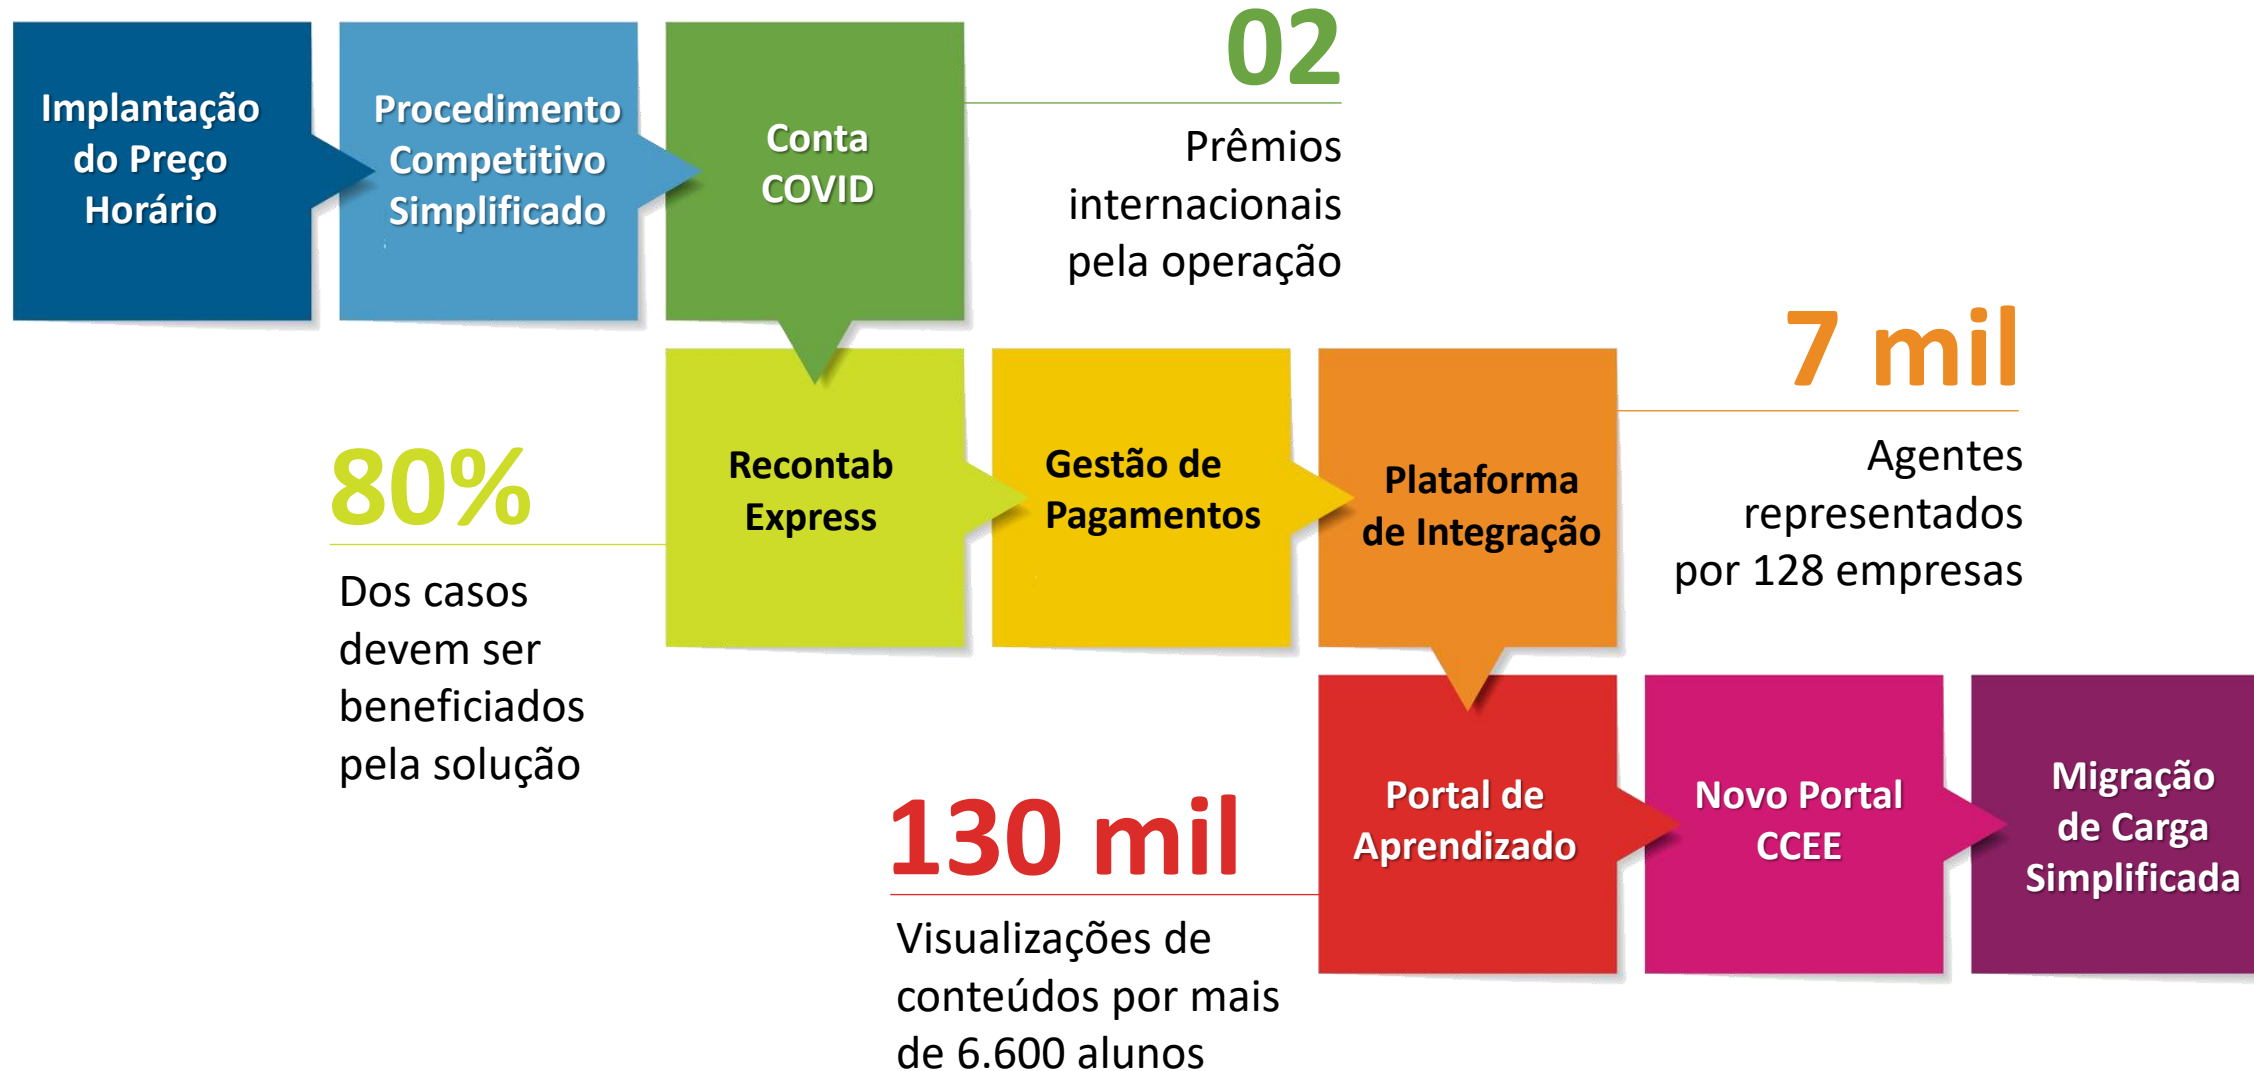 Implantação
do Preço
Horário
Procedimento
Competitivo
Simplificado
Conta
COVID
02
Prêmios
internacionais
pela operação
80%
Dos casos
devem ser
beneficiados
pela solução
Recontab
Express
Gestão de
Pagamentos
Plataforma
de Integração
7 mil
Agentes
representados
por 128 empresas
130 mil
Visualizações de
conteúdos por mais
de 6.600 alunos
Portal de
Aprendizado
Novo Portal
CCEE
Migração
de Carga
Simplificada